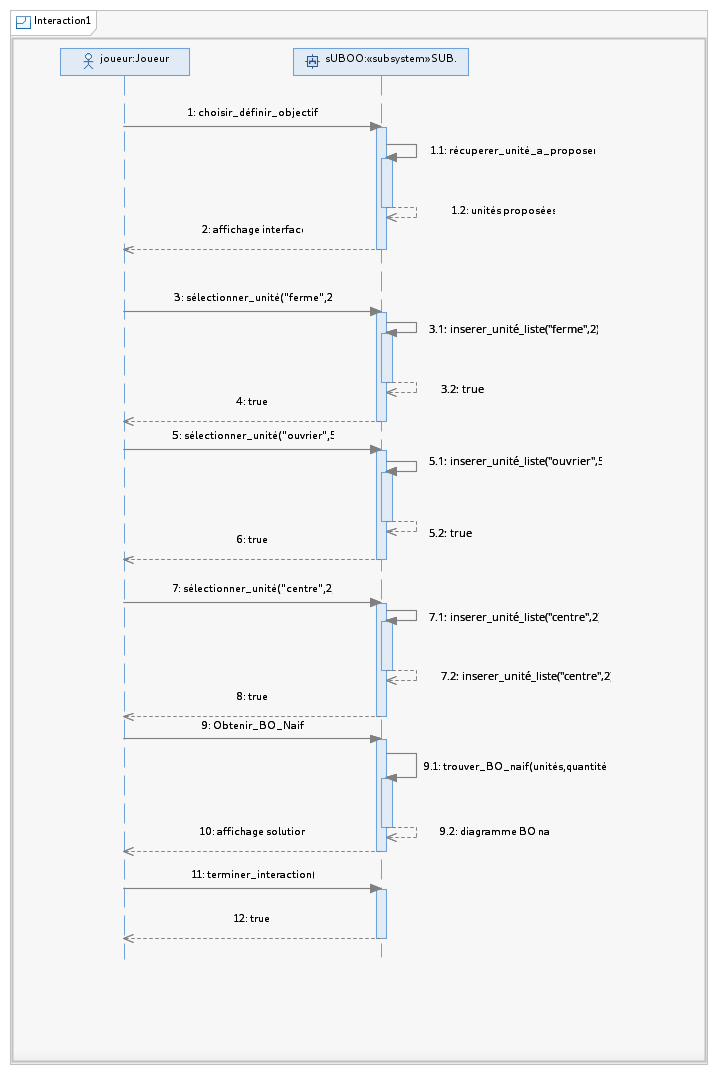 Interaction1
joueur:Joueur
sUBOO:«subsystem»SUB.
1: choisir_définir_objectif
1.1: récuperer_unité_a_proposer
1.2: unités proposées
2: affichage interface
3: sélectionner_unité("ferme",2
3.1: inserer_unité_liste("ferme",2)
3.2: true
4: true
5: sélectionner_unité("ouvrier",5
5.1: inserer_unité_liste("ouvrier",5
5.2: true
6: true
7: sélectionner_unité("centre",2
7.1: inserer_unité_liste("centre",2)
7.2: inserer_unité_liste("centre",2)
8: true
9: Obtenir_BO_Naif
9.1: trouver_BO_naif(unités,quantité
10: affichage solution
9.2: diagramme BO na
11: terminer_interaction(
12: true